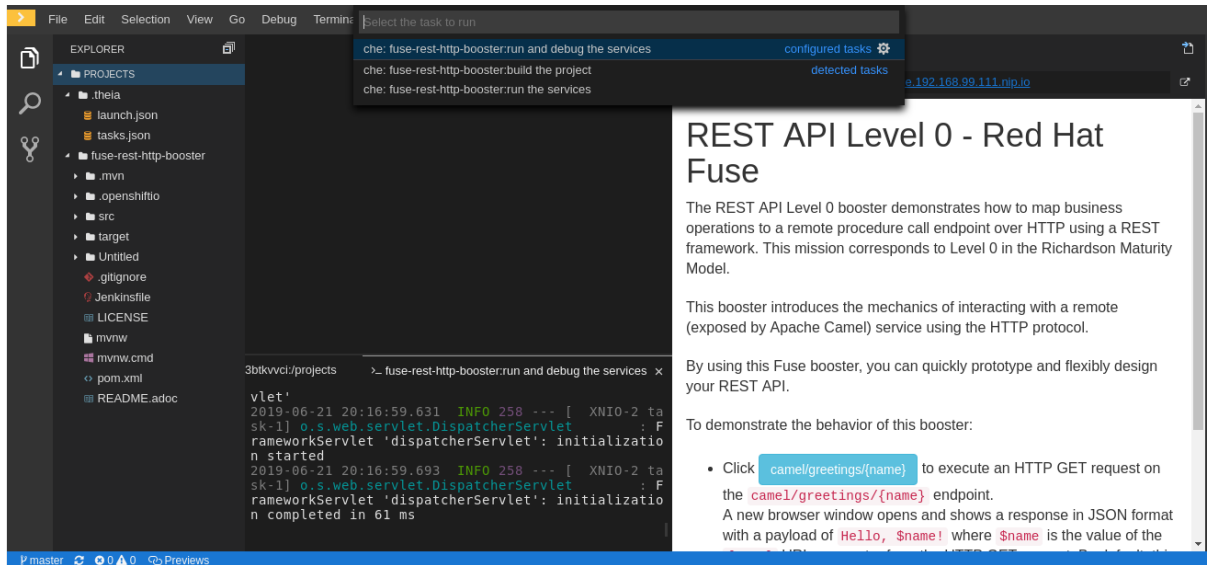 File Edit Selection View Go Debug Termina
Select the task to run
che: fuse-rest-http-booster:run and debug the services configured tasks
che: fuse-rest-http-booster:build the project detected tasks
che: fuse-rest-http-booster:run the services
EXPLORER
PROJECTS
.theia
launch.json
tasks.json
fuse-rest-http-booster
.mvn
.openshiftio
src
target
Untitled
.gitignore
Jenkinsfile
LICENSE
mvnw
mvnw.cmd
pom.xml
README.adoc
3btkvvci:/projects >_ fuse-rest-http-booster:run and debug the services ×
vlet'
2019-06-21 20:16:59.631 INFO 258 --- [ XNIO-2 ta
sk-1] o.s.web.servlet.DispatcherServlet : F
rameworkServlet 'dispatcherServlet': initializatio
n started
2019-06-21 20:16:59.693 INFO 258 --- [ XNIO-2 ta
sk-1] o.s.web.servlet.DispatcherServlet : F
rameworkServlet 'dispatcherServlet': initializatio
n completed in 61 ms
e.192.168.99.111.nip.io
REST API Level 0 - Red Hat
Fuse
The REST API Level 0 booster demonstrates how to map business
operations to a remote procedure call endpoint over HTTP using a REST
framework. This mission corresponds to Level 0 in the Richardson Maturity
Model.
This booster introduces the mechanics of interacting with a remote
(exposed by Apache Camel) service using the HTTP protocol.
By using this Fuse booster, you can quickly prototype and flexibly design
your REST API.
To demonstrate the behavior of this booster:
• Click camel/greetings/{name} to execute an HTTP GET request on
the camel/greetings/{name} endpoint.
A new browser window opens and shows a response in JSON format
with a payload of Hello, $name! where $name is the value of the
master 0 0 Previews